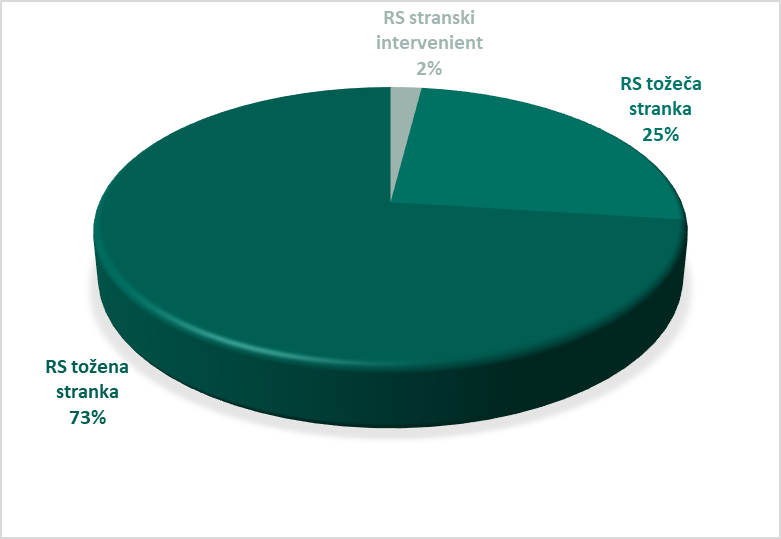 RS stranski
intervenient
2%
RS tožeča
stranka
25%
RS tožena
stranka
73%